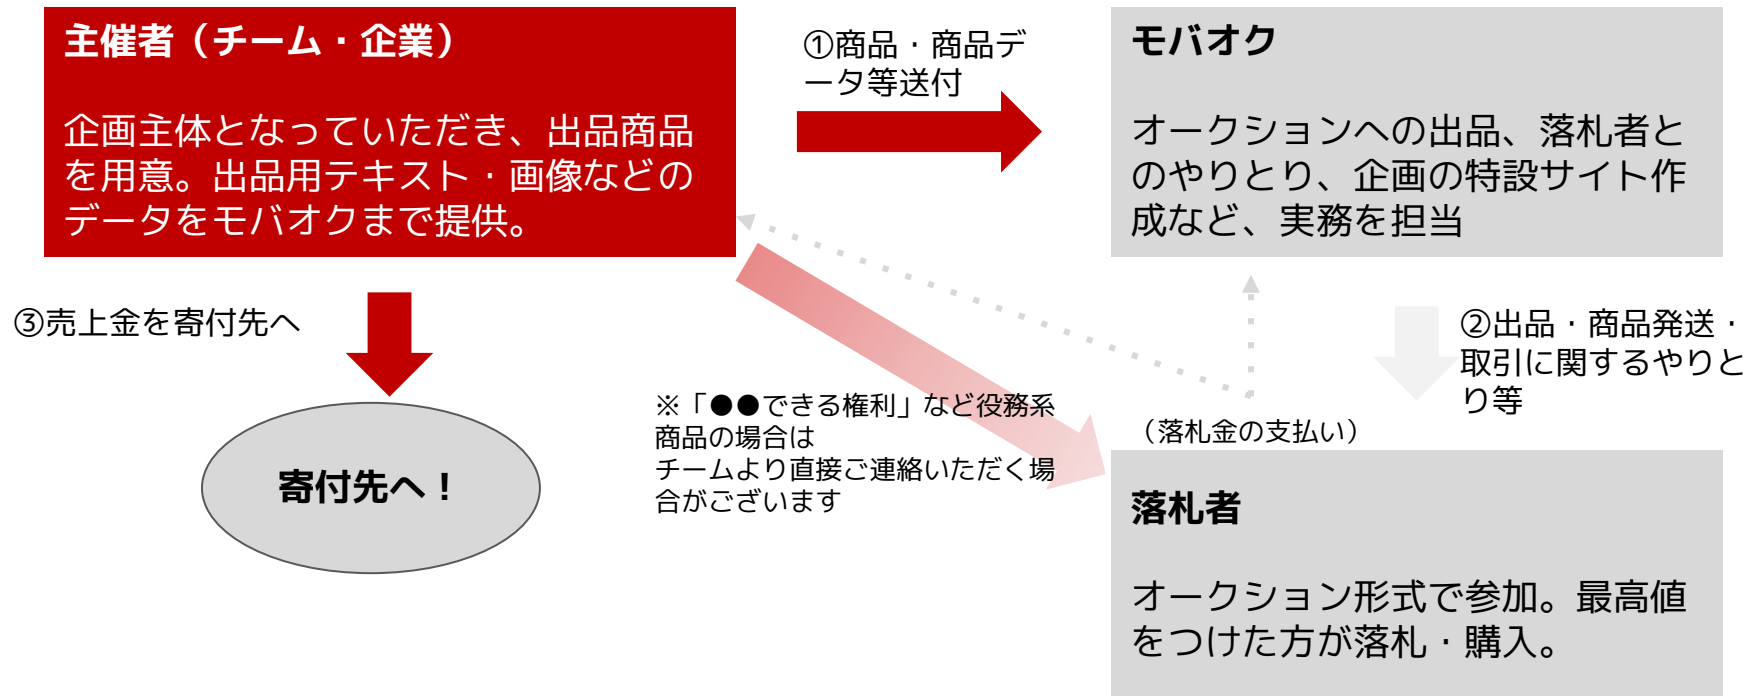 主催者（チーム・企業）
企画主体となっていただき、出品商品
を用意。出品用テキスト・画像などの
データをモバオクまで提供。
①商品・商品デ
ータ等送付
モバオク
オークションへの出品、落札者と
のやりとり、企画の特設サイト作
成など、実務を担当
③売上金を寄付先へ
②出品・商品発送・
取引に関するやりと
り等
※「●●できる権利」など役務系
商品の場合は
チームより直接ご連絡いただく場
合がございます
（落札金の支払い）
寄付先へ！
落札者
オークション形式で参加。最高値
をつけた方が落札・購入。